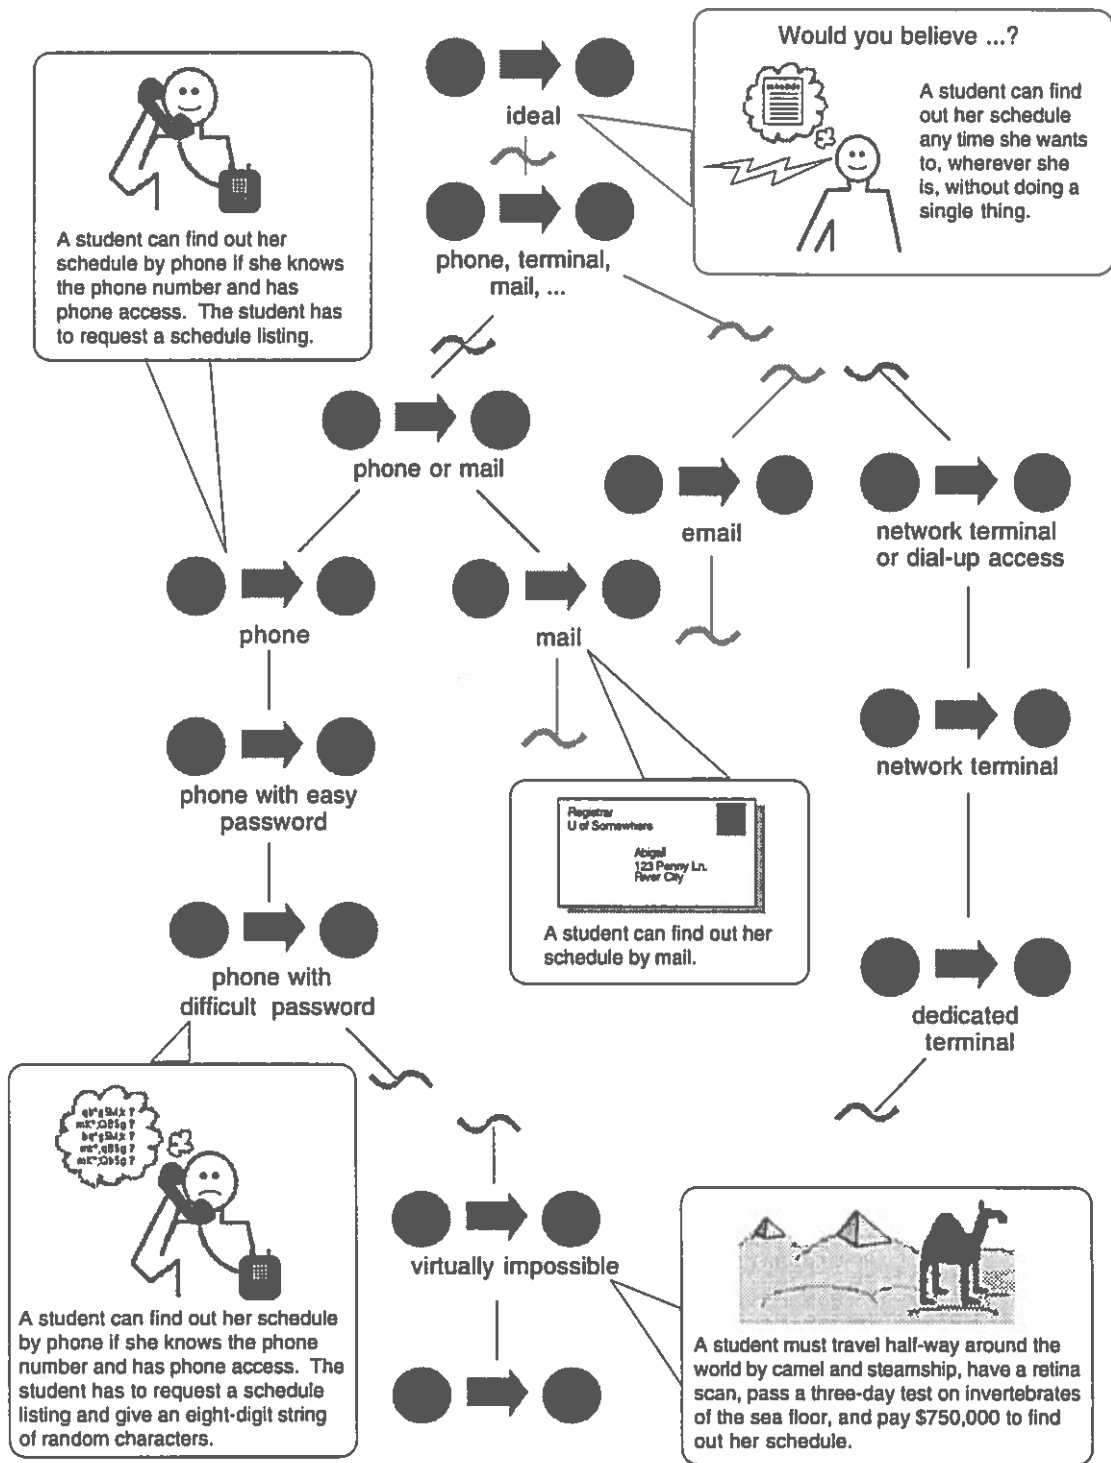 Would you believe ...?
A student can find
out her schedule
any time she wants
to, wherever she
is, without doing a
single thing.
ideal
A student can find out her
schedule by phone if she knows
the phone number and has
phone access. The student has
to request a schedule listing.
phone, terminal,
mail, ...
phone or mail
email
network terminal
or dial-up access
phone
mail
network terminal
phone with easy
password
Registrar
U of Somewhere
Abigail
123 Penny Ln.
River City
A student can find out her
schedule by mail.
phone with
difficult password
dedicated
terminal
A student can find out her schedule
by phone if she knows the phone
number and has phone access. The
student has to request a schedule
listing and give an eight-digit string
of random characters.
virtually impossible
A student must travel half-way around the
world by camel and steamship, have a retina
scan, pass a three-day test on invertebrates
of the sea floor, and pay $750,000 to find
out her schedule.